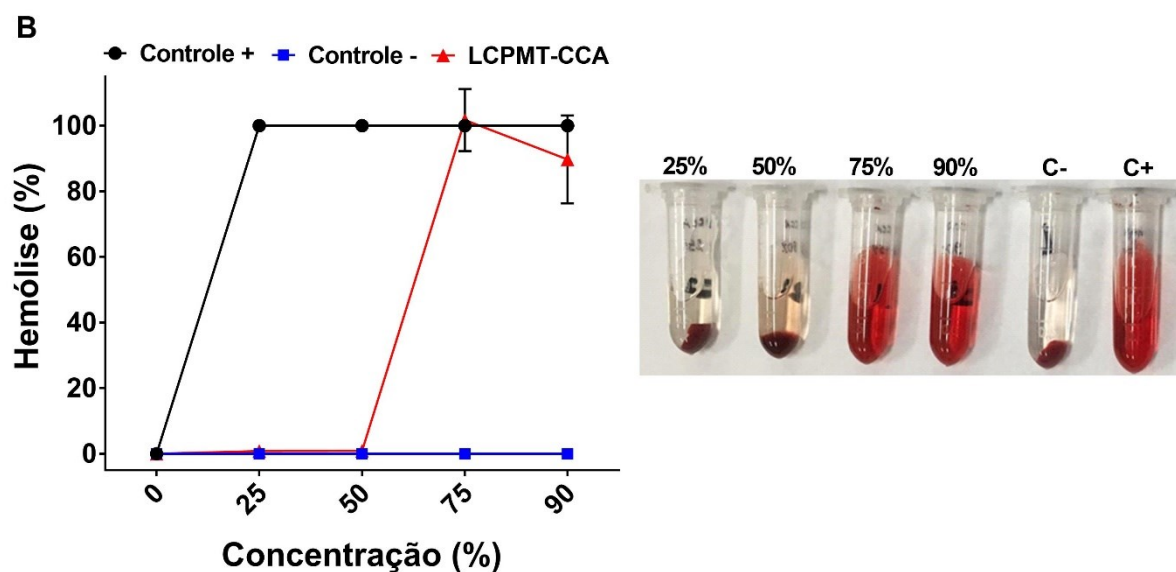 B
Controle + Controle - LCPMT-CCA
Hemólise (%)
100
80
60
40
20
0
0 25 50 75 90
Concentração (%)
25% 50% 75% 90% C- C+